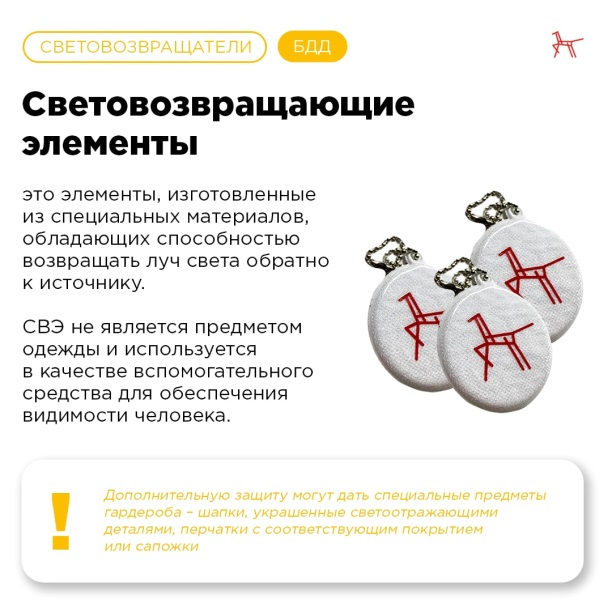 СВЕТОВОЗВРАЩАТЕЛИ
БДД
Световозвращающие
элементы
это элементы, изготовленные
из специальных материалов,
обладающих способностью
возвращать луч света обратно
к источнику.
СВЭ не является предметом
одежды и используется
в качестве вспомогательного
средства для обеспечения
видимости человека.
!
Дополнительную защиту могут дать специальные предметы
гардероба – шапки, украшенные светоотражающими
деталями, перчатки с соответствующим покрытием
или сапожки